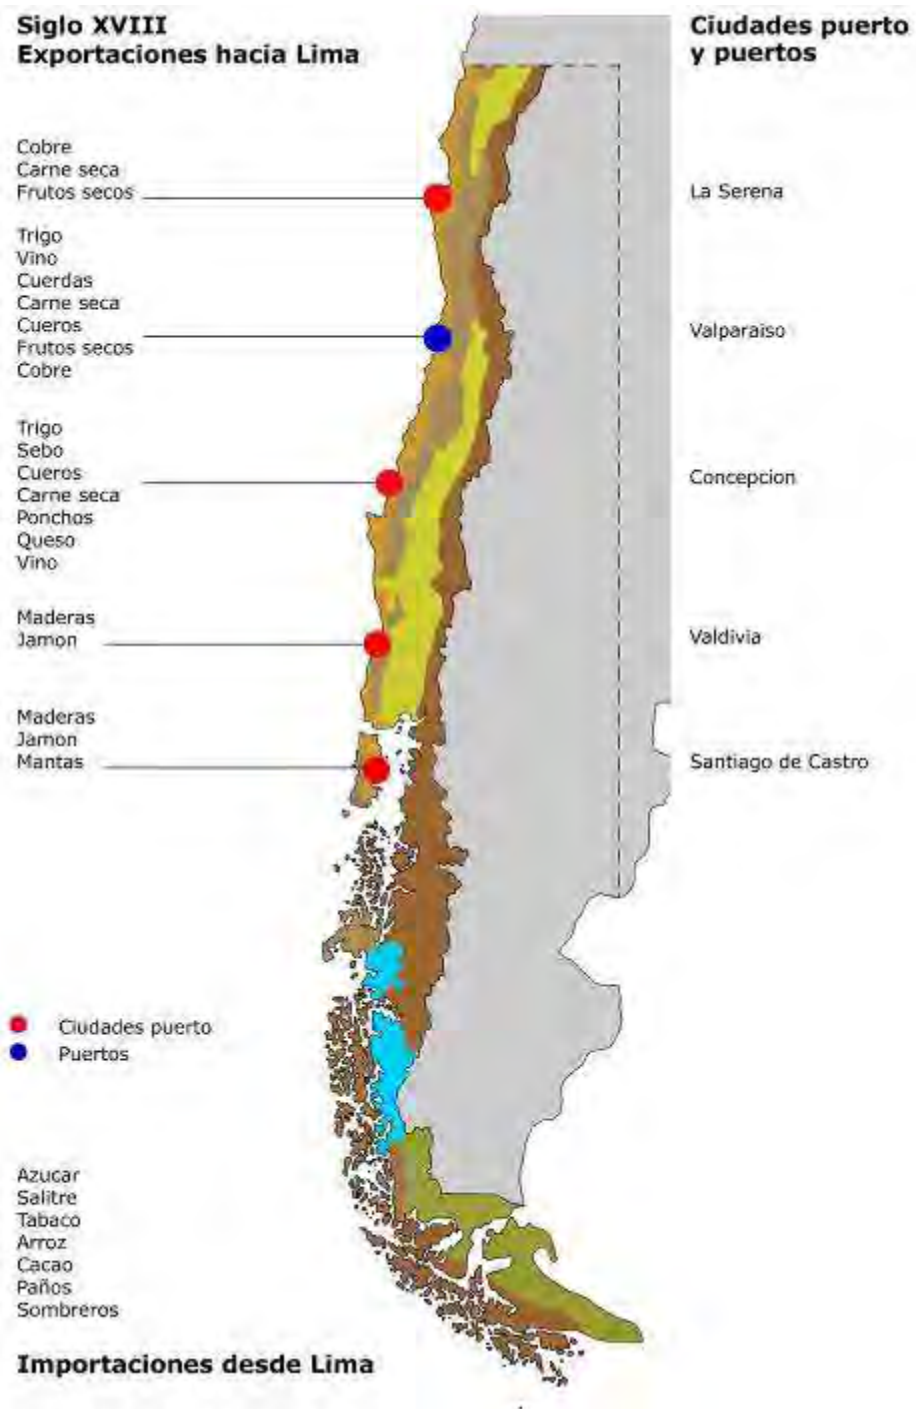 Siglo XVIII
Exportaciones hacia Lima
Ciudades puerto
y puertos
Cobre
Carne seca
Frutos secos
La Serena
Trigo
Vino
Cuerdas
Carne seca
Cueros
Frutos secos
Cobre
Valparaiso
Trigo
Sebo
Cueros
Carne seca
Ponchos
Queso
Vino
Concepcion
Maderas
Jamon
Valdivia
Maderas
Jamon
Mantas
Santiago de Castro
Ciudades puerto
Puertos
Azucar
Salitre
Tabaco
Arroz
Cacao
Paños
Sombreros
Importaciones desde Lima